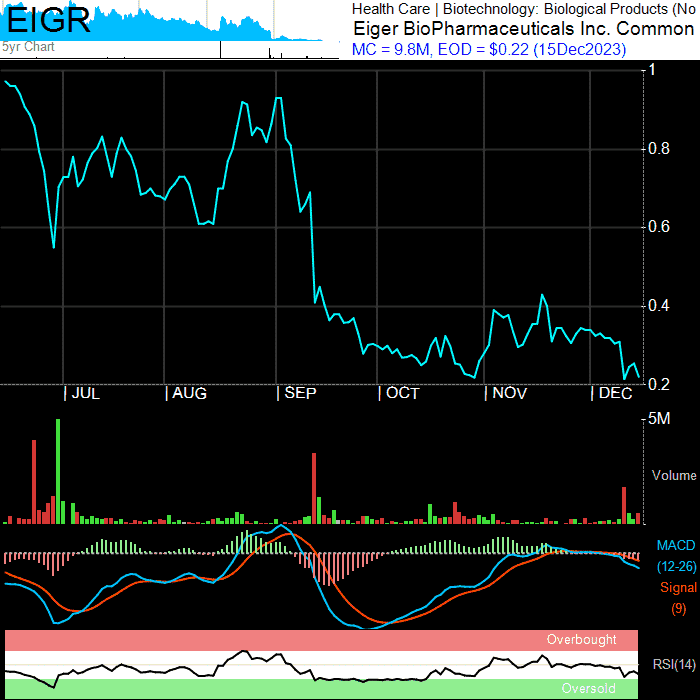 EIGR
5yr Chart
Health Care | Biotechnology: Biological Products (No
Eiger BioPharmaceuticals Inc. Common
MC = 9.8M, EOD = $0.22 (15Dec2023)
1
0.8
0.6
0.4
0.2
| JUL | AUG | SEP | OCT | NOV | DEC
5M
Volume
MACD
(12-26)
Signal
(9)
Overbought
RSI(14)
Oversold